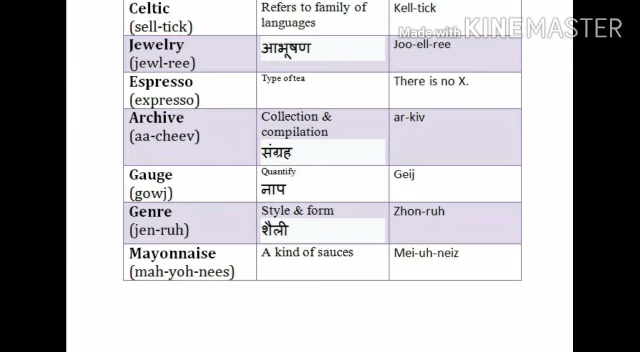 Celtic
(sell-tick)
Refers to family of
languages
Kell-tick
Made with KINEMASTER
Jewelry
(jewl-ree)
आभूषण
Joo-ell-ree
Espresso
(expresso)
Type of tea
There is no X.
Archive
(aa-cheev)
Collection &
compilation
संग्रह
ar-kiv
Gauge
(gowj)
Quantify
नाप
Geij
Genre
(jen-ruh)
Style & form
शैली
Zhon-ruh
Mayonnaise
(mah-yoh-nees)
A kind of sauces
Mei-uh-neiz